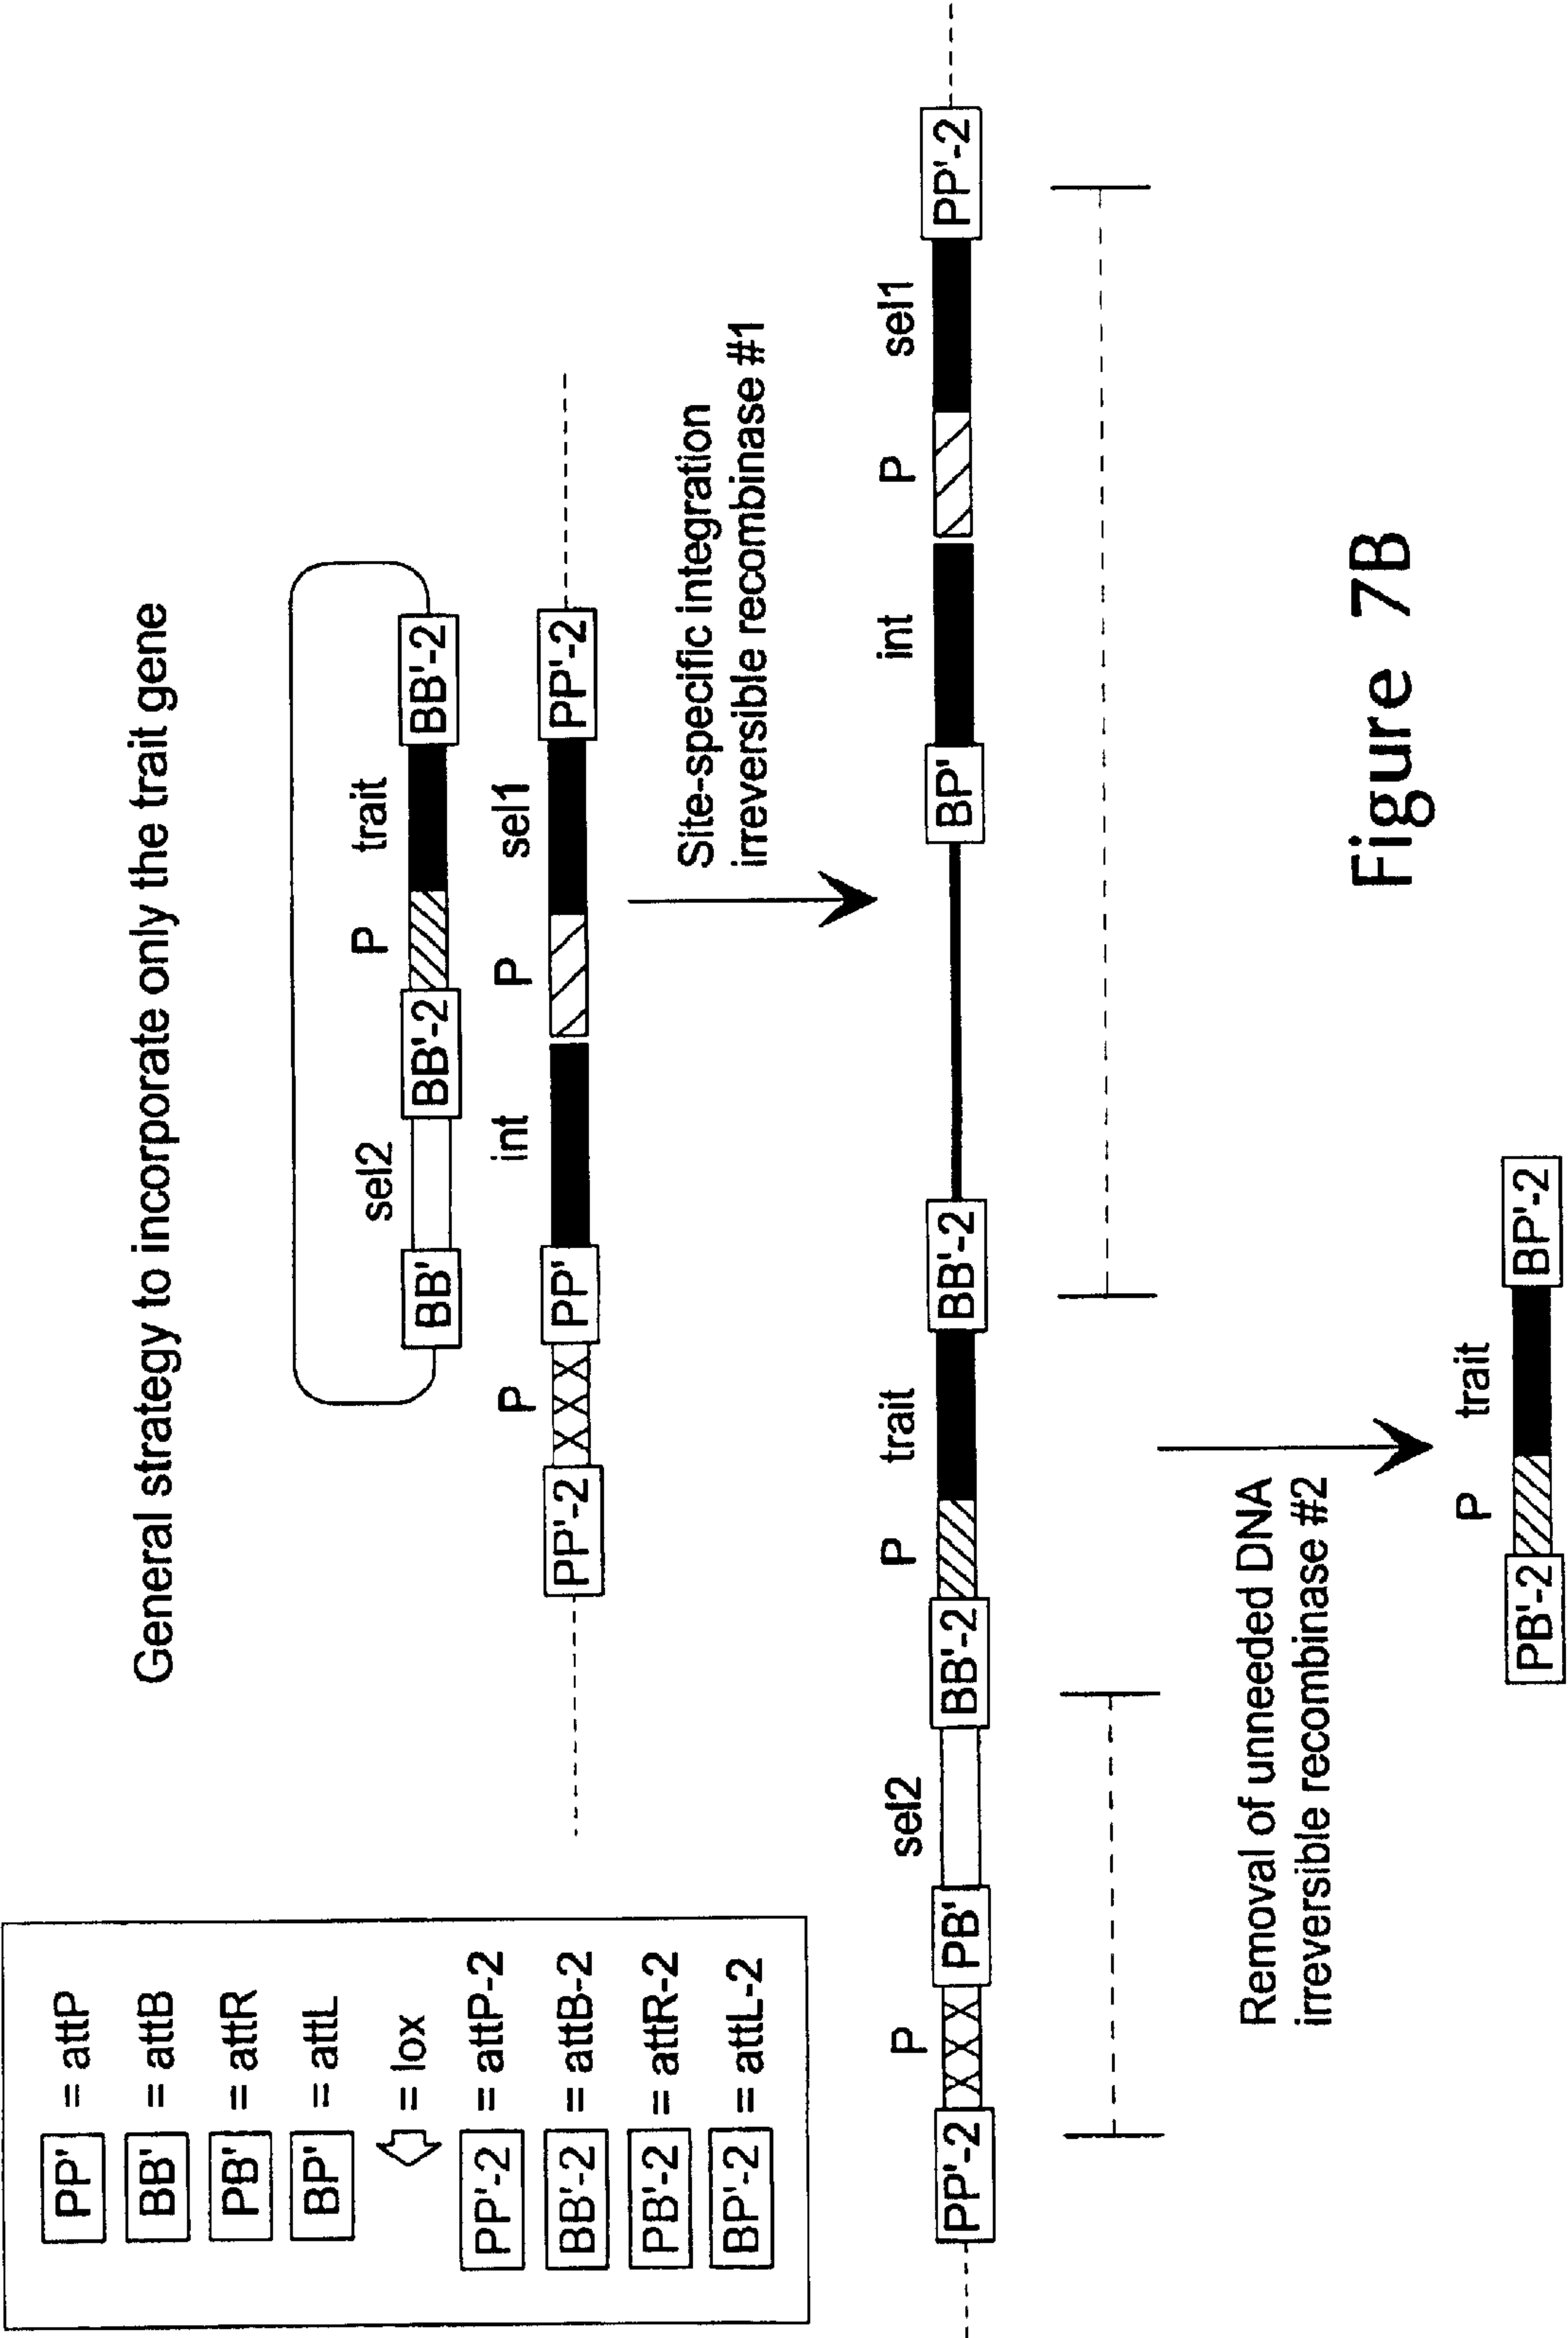 PP' = attP
BB' = attB
PB' = attR
BP' = attL
= lox
PP'-2 = attP-2
BB'-2 = attB-2
PB'-2 = attR-2
BP'-2 = attL-2
General strategy to incorporate only the trait gene
sel2 P trait
BB' BB'-2 BB'-2
P int P sel1
PP'-2 PP' PP'-2
Site-specific integration
irreversible recombinase #1
P sel2 P trait int P sel1
PP'-2 PB' BB'-2 BB'-2 BP' PP'-2
Removal of unneeded DNA
irreversible recombinase #2
P trait
PB'-2 BP'-2
Figure 7B